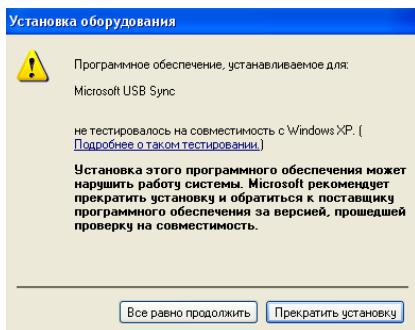 Установка оборудования
Программное обеспечение, устанавливаемое для:
Microsoft USB Sync
не тестировалось на совместимость с Windows XP. (
Подробнее о таком тестировании.)
Установка этого программного обеспечения может
нарушить работу системы. Microsoft рекомендует
прекратить установку и обратиться к поставщику
программного обеспечения за версией, прошедшей
проверку на совместимость.
Все равно продолжить
Прекратить установку